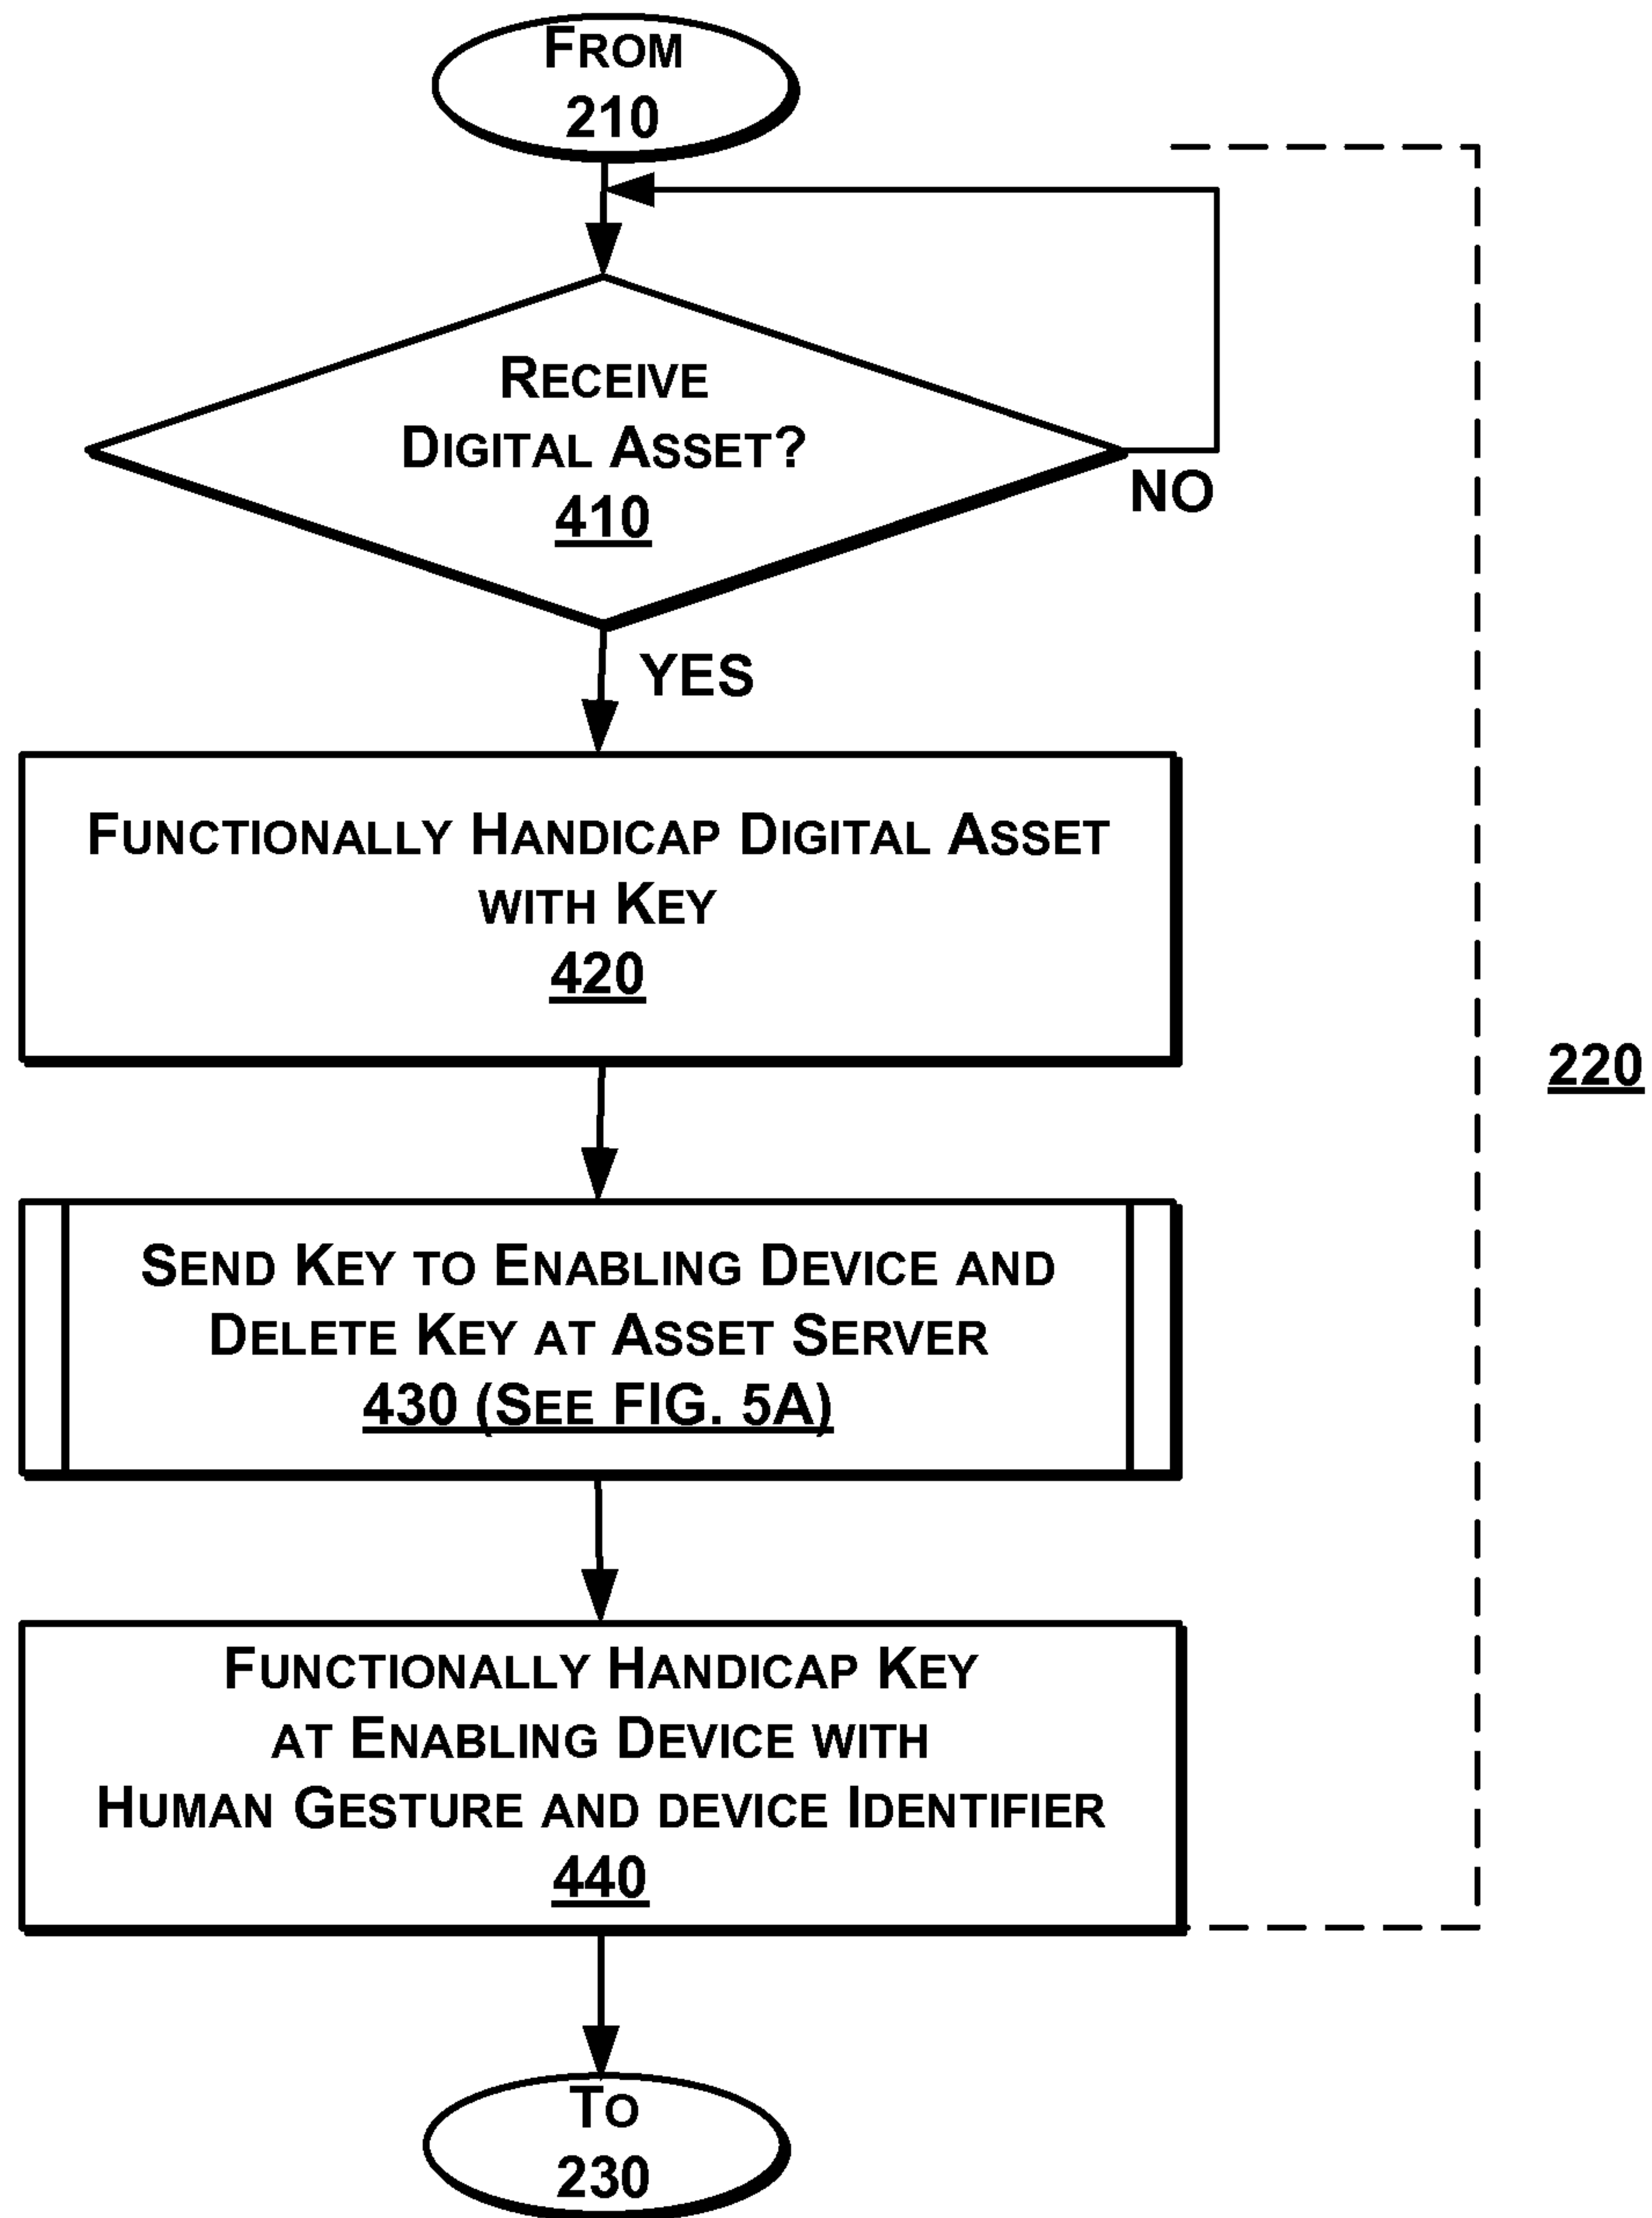 FROM
210
RECEIVE
DIGITAL ASSET?
410
NO
YES
FUNCTIONALLY HANDICAP DIGITAL ASSET
WITH KEY
420
220
SEND KEY TO ENABLING DEVICE AND
DELETE KEY AT ASSET SERVER
430 (SEE FIG. 5A)
FUNCTIONALLY HANDICAP KEY
AT ENABLING DEVICE WITH
HUMAN GESTURE AND DEVICE IDENTIFIER
440
TO
230